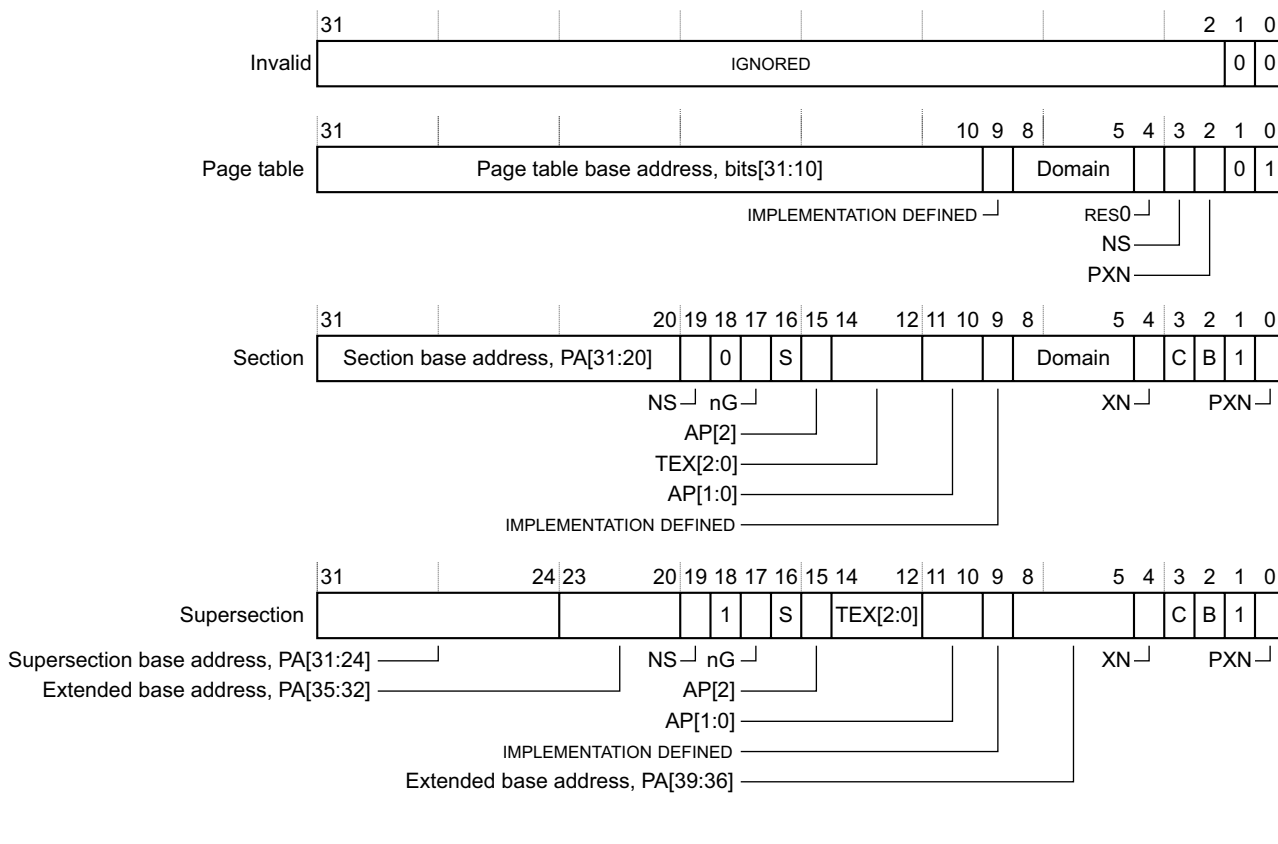 31 2 1 0
Invalid IGNORED 0 0
31 10 9 8 5 4 3 2 1 0
Page table Page table base address, bits[31:10] Domain 0 1
IMPLEMENTATION DEFINED RES0
NS
PXN
31 20 19 18 17 16 15 14 12 11 10 9 8 5 4 3 2 1 0
Section Section base address, PA[31:20] 0 S Domain C B 1
NS nG XN PXN
AP[2]
TEX[2:0]
AP[1:0]
IMPLEMENTATION DEFINED
31 24 23 20 19 18 17 16 15 14 12 11 10 9 8 5 4 3 2 1 0
Supersection 1 S TEX[2:0] C B 1
Supersection base address, PA[31:24] NS nG XN PXN
Extended base address, PA[35:32] AP[2]
AP[1:0]
IMPLEMENTATION DEFINED
Extended base address, PA[39:36]